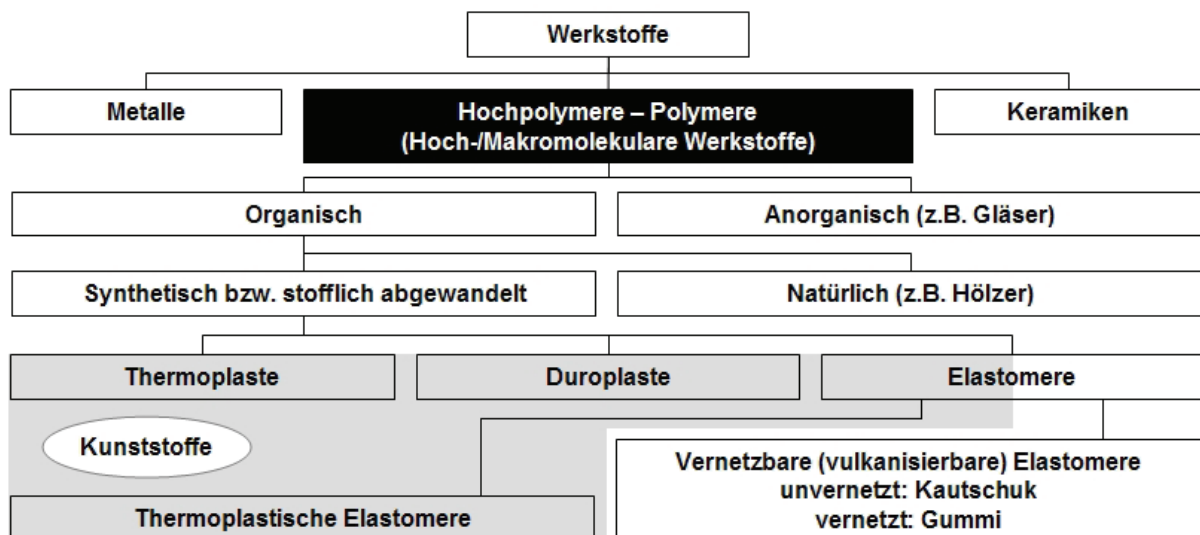 Werkstoffe
Metalle
Hochpolymere – Polymere
(Hoch-/Makromolekulare Werkstoffe)
Keramiken
Organisch
Anorganisch (z.B. Gläser)
Synthetisch bzw. stofflich abgewandelt
Natürlich (z.B. Hölzer)
Thermoplaste
Duroplaste
Elastomere
Kunststoffe
Vernetzbare (vulkanisierbare) Elastomere
unvernetzt: Kautschuk
vernetzt: Gummi
Thermoplastische Elastomere